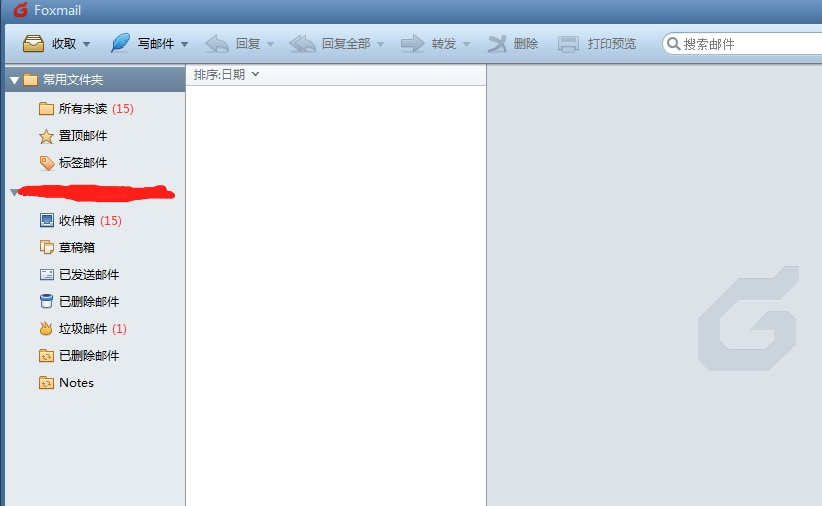 Foxmail
收取 写邮件 回复 回复全部 转发 删除 打印预览 搜索邮件
常用文件夹
排序:日期
所有未读 (15)
置顶邮件
标签邮件
收件箱 (15)
草稿箱
已发送邮件
已删除邮件
垃圾邮件 (1)
已删除邮件
Notes